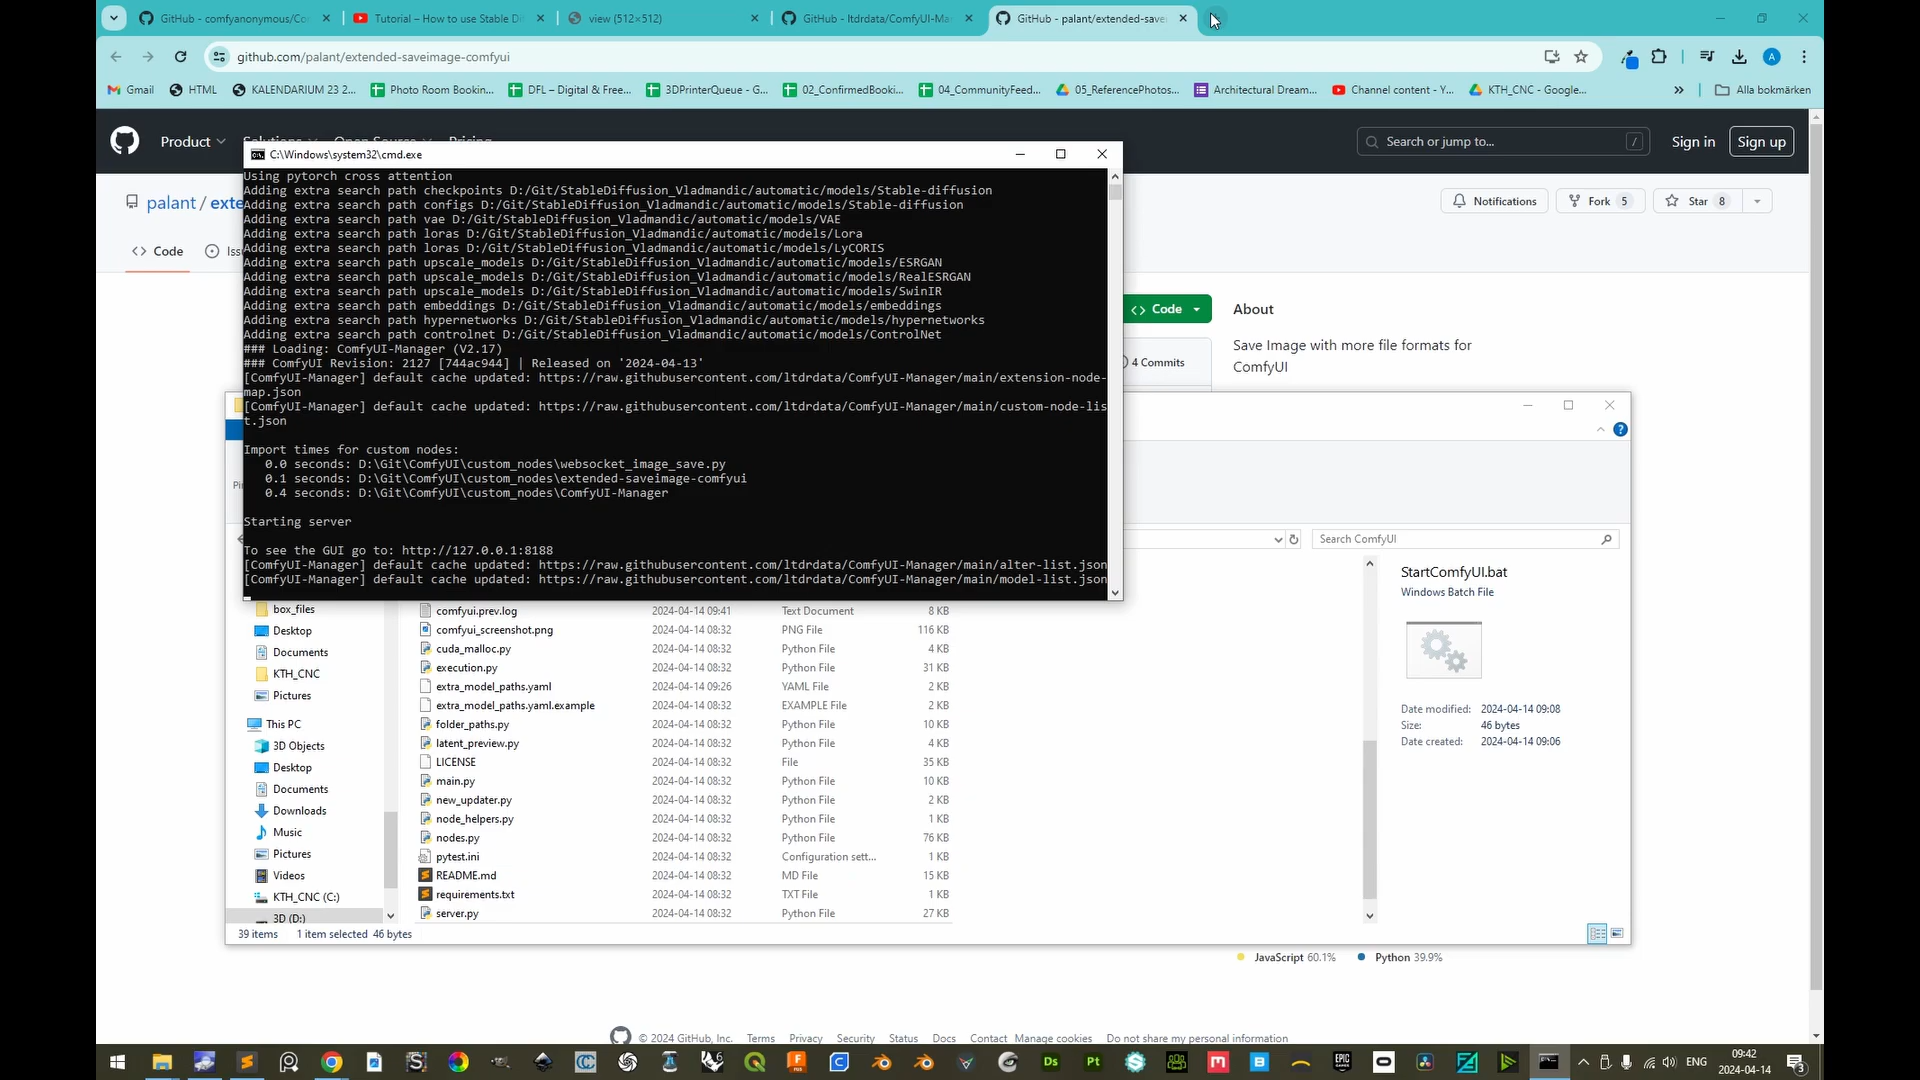 GitHub - comfyanonymous/Co
Tutorial – How to use Stable Di
view (512×512)
GitHub - ltdrdata/ComfyUI-Ma
GitHub - palant/extended-save
github.com/palant/extended-saveimage-comfyui
Gmail
HTML
KALENDARIUM 23 2...
Photo Room Bookin...
DFL – Digital & Free...
3DPrinterQueue - G...
02_ConfirmedBooki...
04_CommunityFeed...
05_ReferencePhotos...
Architectural Dream...
Channel content - Y...
KTH_CNC - Google...
Alla bokmärken
Product
Solutions
Open Source
Pricing
Search or jump to...
/
Sign in
Sign up
palant / exte
Notifications
Fork 5
Star 8
Code
Iss
C:\Windows\system32\cmd.exe
Using pytorch cross attention
Adding extra search path checkpoints D:/Git/StableDiffusion_Vladmandic/automatic/models/Stable-diffusion
Adding extra search path configs D:/Git/StableDiffusion_Vladmandic/automatic/models/Stable-diffusion
Adding extra search path vae D:/Git/StableDiffusion_Vladmandic/automatic/models/VAE
Adding extra search path loras D:/Git/StableDiffusion_Vladmandic/automatic/models/Lora
Adding extra search path loras D:/Git/StableDiffusion_Vladmandic/automatic/models/LyCORIS
Adding extra search path upscale_models D:/Git/StableDiffusion_Vladmandic/automatic/models/ESRGAN
Adding extra search path upscale_models D:/Git/StableDiffusion_Vladmandic/automatic/models/RealESRGAN
Adding extra search path upscale_models D:/Git/StableDiffusion_Vladmandic/automatic/models/SwinIR
Adding extra search path embeddings D:/Git/StableDiffusion_Vladmandic/automatic/models/embeddings
Adding extra search path hypernetworks D:/Git/StableDiffusion_Vladmandic/automatic/models/hypernetworks
Adding extra search path controlnet D:/Git/StableDiffusion_Vladmandic/automatic/models/ControlNet
### Loading: ComfyUI-Manager (V2.17)
### ComfyUI Revision: 2127 [744ac944] | Released on '2024-04-13'
[ComfyUI-Manager] default cache updated: https://raw.githubusercontent.com/ltdrdata/ComfyUI-Manager/main/extension-node-
map.json
[ComfyUI-Manager] default cache updated: https://raw.githubusercontent.com/ltdrdata/ComfyUI-Manager/main/custom-node-lis
t.json
Import times for custom nodes:
0.0 seconds: D:\Git\ComfyUI\custom_nodes\websocket_image_save.py
0.1 seconds: D:\Git\ComfyUI\custom_nodes\extended-saveimage-comfyui
0.4 seconds: D:\Git\ComfyUI\custom_nodes\ComfyUI-Manager
Starting server
To see the GUI go to: http://127.0.0.1:8188
[ComfyUI-Manager] default cache updated: https://raw.githubusercontent.com/ltdrdata/ComfyUI-Manager/main/alter-list.json
[ComfyUI-Manager] default cache updated: https://raw.githubusercontent.com/ltdrdata/ComfyUI-Manager/main/model-list.json
Code
About
Save Image with more file formats for
ComfyUI
4 Commits
Search ComfyUI
StartComfyUI.bat
Windows Batch File
Date modified: 2024-04-14 09:08
Size: 46 bytes
Date created: 2024-04-14 09:06
box_files
Desktop
Documents
KTH_CNC
Pictures
This PC
3D Objects
Desktop
Documents
Downloads
Music
Pictures
Videos
KTH_CNC (C:)
3D (D:)
comfyui.prev.log 2024-04-14 09:41 Text Document 8 KB
comfyui_screenshot.png 2024-04-14 08:32 PNG File 116 KB
cuda_malloc.py 2024-04-14 08:32 Python File 4 KB
execution.py 2024-04-14 08:32 Python File 31 KB
extra_model_paths.yaml 2024-04-14 09:26 YAML File 2 KB
extra_model_paths.yaml.example 2024-04-14 08:32 EXAMPLE File 2 KB
folder_paths.py 2024-04-14 08:32 Python File 10 KB
latent_preview.py 2024-04-14 08:32 Python File 4 KB
LICENSE 2024-04-14 08:32 File 35 KB
main.py 2024-04-14 08:32 Python File 10 KB
new_updater.py 2024-04-14 08:32 Python File 2 KB
node_helpers.py 2024-04-14 08:32 Python File 1 KB
nodes.py 2024-04-14 08:32 Python File 76 KB
pytest.ini 2024-04-14 08:32 Configuration sett... 1 KB
README.md 2024-04-14 08:32 MD File 15 KB
requirements.txt 2024-04-14 08:32 TXT File 1 KB
server.py 2024-04-14 08:32 Python File 27 KB
39 items 1 item selected 46 bytes
JavaScript 60.1% Python 39.9%
© 2024 GitHub, Inc. Terms Privacy Security Status Docs Contact Manage cookies Do not share my personal information
ENG
09:42
2024-04-14